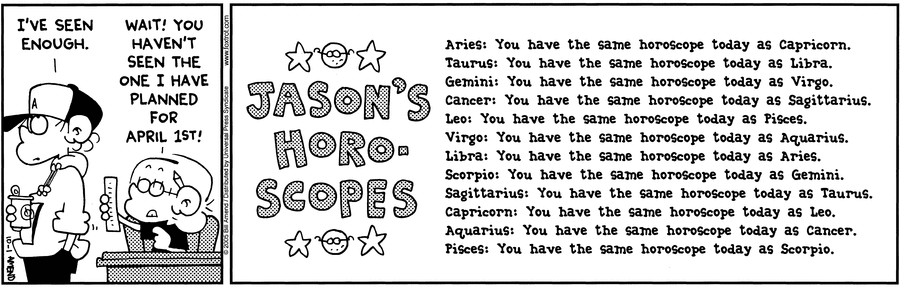 I'VE SEEN
ENOUGH.
WAIT! YOU
HAVEN'T
SEEN THE
ONE I HAVE
PLANNED
FOR
APRIL 1ST!
A
10-1 AMEND
© 2005 Bill Amend / Distributed by Universal Press Syndicate
www.foxtrot.com
JASON'S
HORO-
SCOPES
Aries: You have the same horoscope today as Capricorn.
Taurus: You have the same horoscope today as Libra.
Gemini: You have the same horoscope today as Virgo.
Cancer: You have the same horoscope today as Sagittarius.
Leo: You have the same horoscope today as Pisces.
Virgo: You have the same horoscope today as Aquarius.
Libra: You have the same horoscope today as Aries.
Scorpio: You have the same horoscope today as Gemini.
Sagittarius: You have the same horoscope today as Taurus.
Capricorn: You have the same horoscope today as Leo.
Aquarius: You have the same horoscope today as Cancer.
Pisces: You have the same horoscope today as Scorpio.